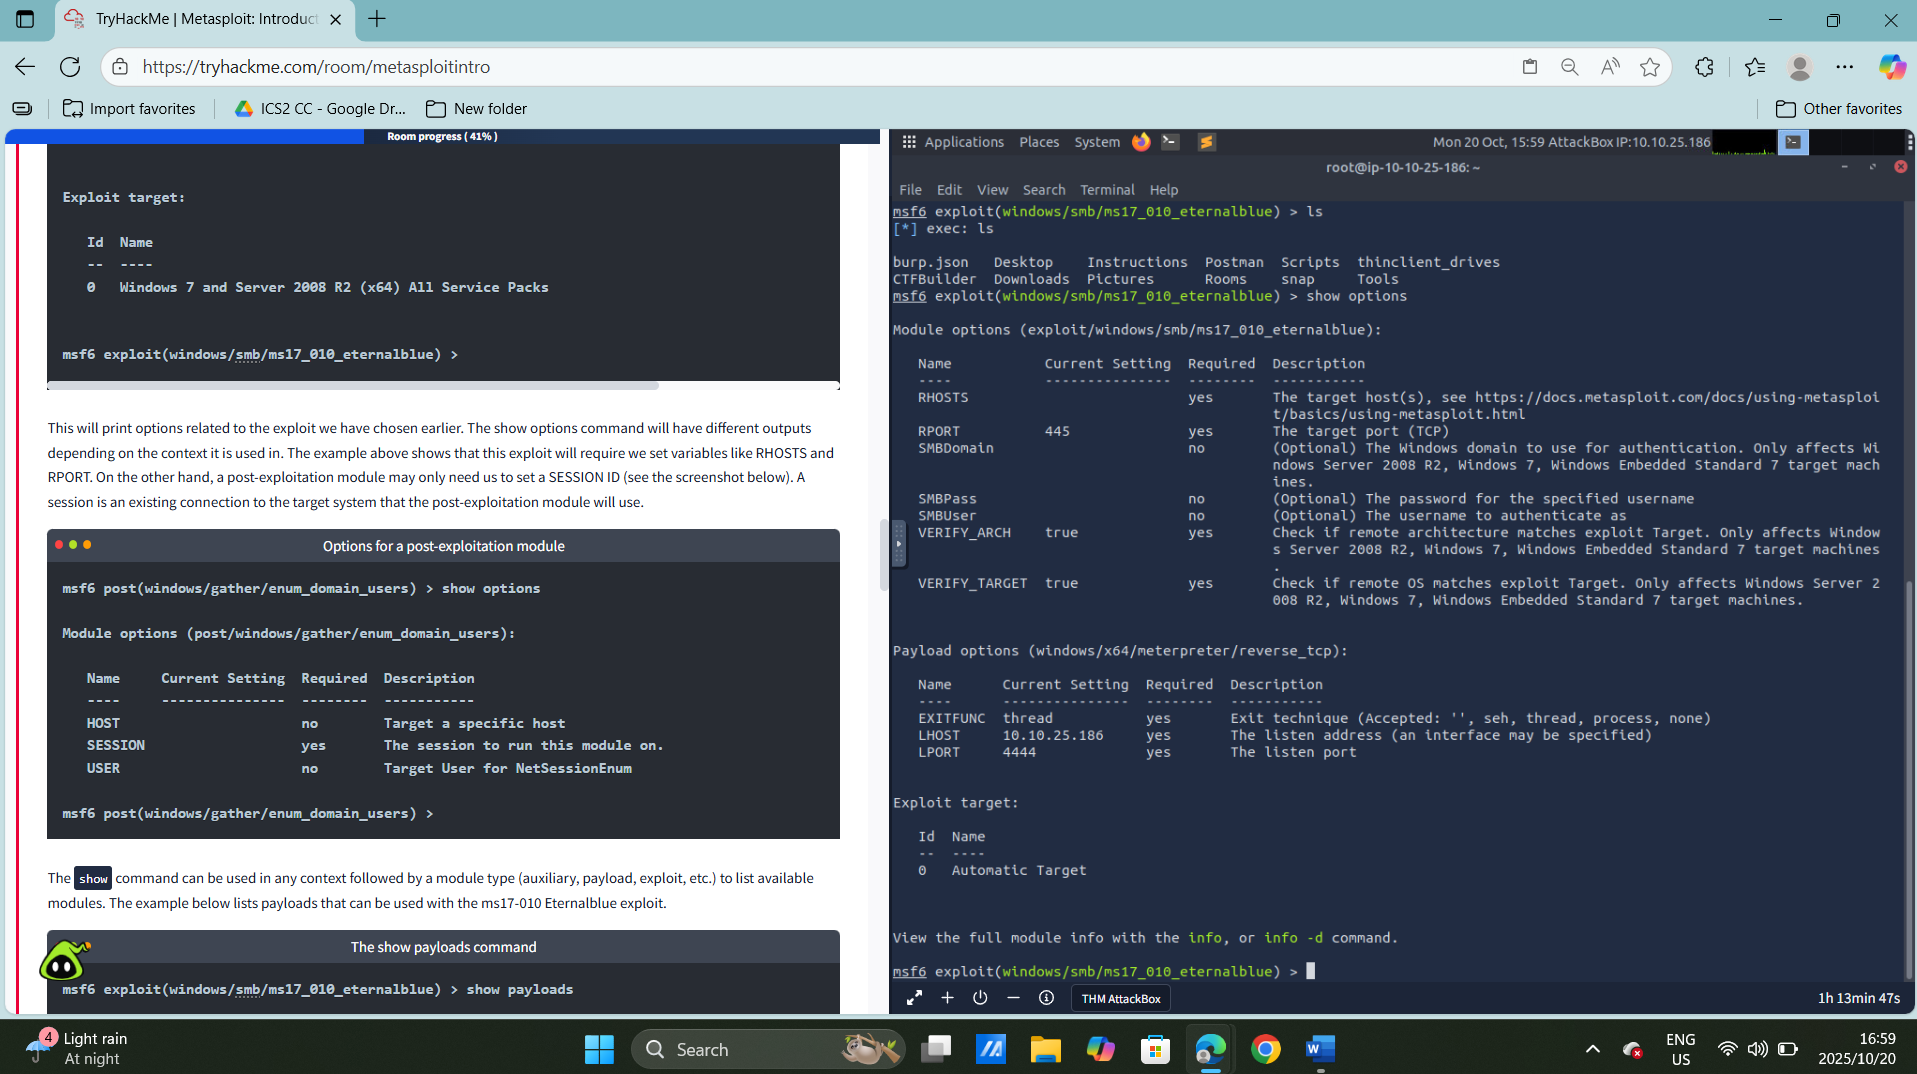 TryHackMe | Metasploit: Introduct
https://tryhackme.com/room/metasploitintro
Import favorites
ICS2 CC - Google Dr...
New folder
Other favorites
Room progress ( 41% )
Exploit target:
Id Name
-- ----
0 Windows 7 and Server 2008 R2 (x64) All Service Packs
msf6 exploit(windows/smb/ms17_010_eternalblue) >
This will print options related to the exploit we have chosen earlier. The show options command will have different outputs
depending on the context it is used in. The example above shows that this exploit will require we set variables like RHOSTS and
RPORT. On the other hand, a post-exploitation module may only need us to set a SESSION ID (see the screenshot below). A
session is an existing connection to the target system that the post-exploitation module will use.
Options for a post-exploitation module
msf6 post(windows/gather/enum_domain_users) > show options
Module options (post/windows/gather/enum_domain_users):
Name Current Setting Required Description
---- --------------- -------- -----------
HOST no Target a specific host
SESSION yes The session to run this module on.
USER no Target User for NetSessionEnum
msf6 post(windows/gather/enum_domain_users) >
The show command can be used in any context followed by a module type (auxiliary, payload, exploit, etc.) to list available
modules. The example below lists payloads that can be used with the ms17-010 Eternalblue exploit.
The show payloads command
msf6 exploit(windows/smb/ms17_010_eternalblue) > show payloads
Applications Places System
Mon 20 Oct, 15:59 AttackBox IP:10.10.25.186
root@ip-10-10-25-186: ~
File Edit View Search Terminal Help
msf6 exploit(windows/smb/ms17_010_eternalblue) > ls
[*] exec: ls
burp.json Desktop Instructions Postman Scripts thinclient_drives
CTFBuilder Downloads Pictures Rooms snap Tools
msf6 exploit(windows/smb/ms17_010_eternalblue) > show options
Module options (exploit/windows/smb/ms17_010_eternalblue):
Name Current Setting Required Description
---- --------------- -------- -----------
RHOSTS yes The target host(s), see https://docs.metasploit.com/docs/using-metasploi
t/basics/using-metasploit.html
RPORT 445 yes The target port (TCP)
SMBDomain no (Optional) The Windows domain to use for authentication. Only affects Wi
ndows Server 2008 R2, Windows 7, Windows Embedded Standard 7 target mach
ines.
SMBPass no (Optional) The password for the specified username
SMBUser no (Optional) The username to authenticate as
VERIFY_ARCH true yes Check if remote architecture matches exploit Target. Only affects Window
s Server 2008 R2, Windows 7, Windows Embedded Standard 7 target machines
.
VERIFY_TARGET true yes Check if remote OS matches exploit Target. Only affects Windows Server 2
008 R2, Windows 7, Windows Embedded Standard 7 target machines.
Payload options (windows/x64/meterpreter/reverse_tcp):
Name Current Setting Required Description
---- --------------- -------- -----------
EXITFUNC thread yes Exit technique (Accepted: '', seh, thread, process, none)
LHOST 10.10.25.186 yes The listen address (an interface may be specified)
LPORT 4444 yes The listen port
Exploit target:
Id Name
-- ----
0 Automatic Target
View the full module info with the info, or info -d command.
msf6 exploit(windows/smb/ms17_010_eternalblue) >
THM AttackBox
1h 13min 47s
4
Light rain
At night
Search
ENG
US
16:59
2025/10/20